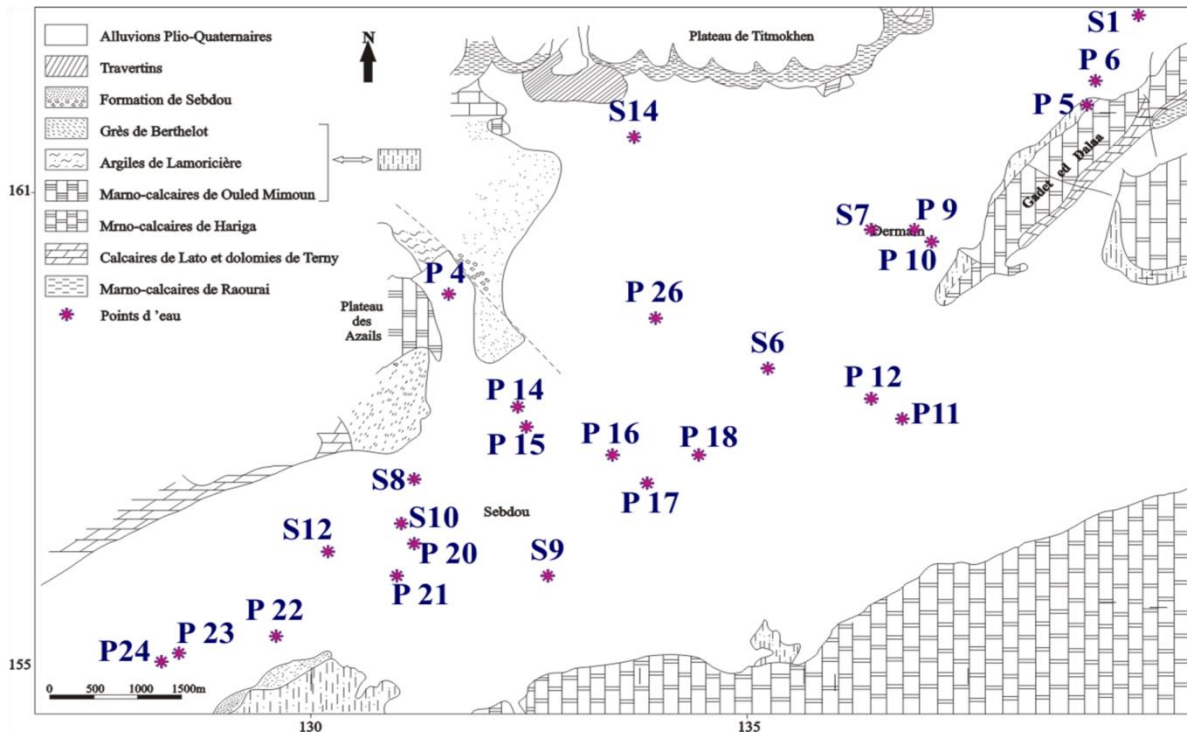 Alluvions Plio-Quaternaires
Travertins
Formation de Sebdou
Grès de Berthelot
Argiles de Lamoricière
Marno-calcaires de Ouled Mimoun
Mrno-calcaires de Hariga
Calcaires de Lato et dolomies de Terny
Marno-calcaires de Raourai
Points d ’eau
N
Plateau de Titmokhen
S1
P 6
P 5
S14
161
Gadet ed Dalaa
S7
P 9
Dermam
P 10
P 4
Plateau
des
Azails
P 26
S6
P 12
P11
P 14
P 15
P 16
P 18
P 17
S8
S10
Sebdou
S12
P 20
S9
P 21
P 22
P 23
P24
155
0 500 1000 1500m
130
135